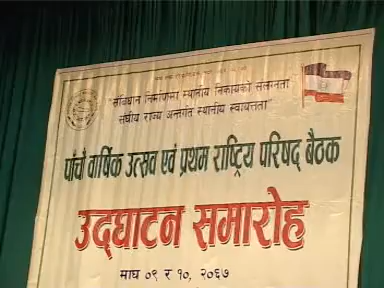 "संविधान निर्माणमा स्थानीय निकायको संलग्नता
संघीय राज्य अन्तर्गत स्थानीय स्वायत्तता"
पाँचौ वार्षिक उत्सव एवं प्रथम राष्ट्रिय परिषद् बैठक
उद्घाटन समारोह
माघ ०९ र १०, २०६७